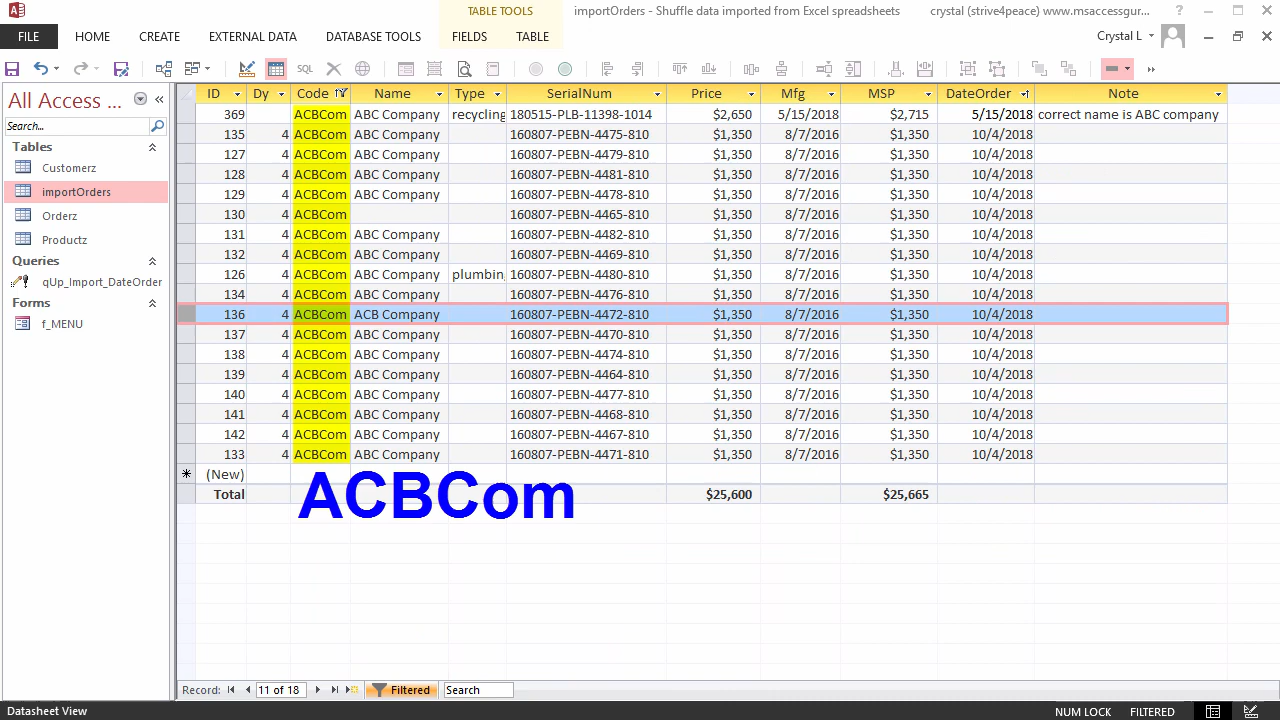 TABLE TOOLS
importOrders - Shuffle data imported from Excel spreadsheets
crystal (strive4peace) www.msaccessgur...
?
FILE HOME CREATE EXTERNAL DATA DATABASE TOOLS FIELDS TABLE Crystal L
SQL
All Access ...
Search...
Tables
Customerz
importOrders
Orderz
Productz
Queries
qUp_Import_DateOrder
Forms
f_MENU
ID Dy Code Name Type SerialNum Price Mfg MSP DateOrder Note
369 ACBCom ABC Company recycling 180515-PLB-11398-1014 $2,650 5/15/2018 $2,715 5/15/2018 correct name is ABC company
135 4 ACBCom ABC Company 160807-PEBN-4475-810 $1,350 8/7/2016 $1,350 10/4/2018
127 4 ACBCom ABC Company 160807-PEBN-4479-810 $1,350 8/7/2016 $1,350 10/4/2018
128 4 ACBCom ABC Company 160807-PEBN-4481-810 $1,350 8/7/2016 $1,350 10/4/2018
129 4 ACBCom ABC Company 160807-PEBN-4478-810 $1,350 8/7/2016 $1,350 10/4/2018
130 4 ACBCom 160807-PEBN-4465-810 $1,350 8/7/2016 $1,350 10/4/2018
131 4 ACBCom ABC Company 160807-PEBN-4482-810 $1,350 8/7/2016 $1,350 10/4/2018
132 4 ACBCom ABC Company 160807-PEBN-4469-810 $1,350 8/7/2016 $1,350 10/4/2018
126 4 ACBCom ABC Company plumbin 160807-PEBN-4480-810 $1,350 8/7/2016 $1,350 10/4/2018
134 4 ACBCom ABC Company 160807-PEBN-4476-810 $1,350 8/7/2016 $1,350 10/4/2018
136 4 ACBCom ACB Company 160807-PEBN-4472-810 $1,350 8/7/2016 $1,350 10/4/2018
137 4 ACBCom ABC Company 160807-PEBN-4470-810 $1,350 8/7/2016 $1,350 10/4/2018
138 4 ACBCom ABC Company 160807-PEBN-4474-810 $1,350 8/7/2016 $1,350 10/4/2018
139 4 ACBCom ABC Company 160807-PEBN-4464-810 $1,350 8/7/2016 $1,350 10/4/2018
140 4 ACBCom ABC Company 160807-PEBN-4477-810 $1,350 8/7/2016 $1,350 10/4/2018
141 4 ACBCom ABC Company 160807-PEBN-4468-810 $1,350 8/7/2016 $1,350 10/4/2018
142 4 ACBCom ABC Company 160807-PEBN-4467-810 $1,350 8/7/2016 $1,350 10/4/2018
133 4 ACBCom ABC Company 160807-PEBN-4471-810 $1,350 8/7/2016 $1,350 10/4/2018
(New)
Total $25,600 $25,665
ACBCom
Record: 11 of 18 Filtered Search
Datasheet View NUM LOCK FILTERED